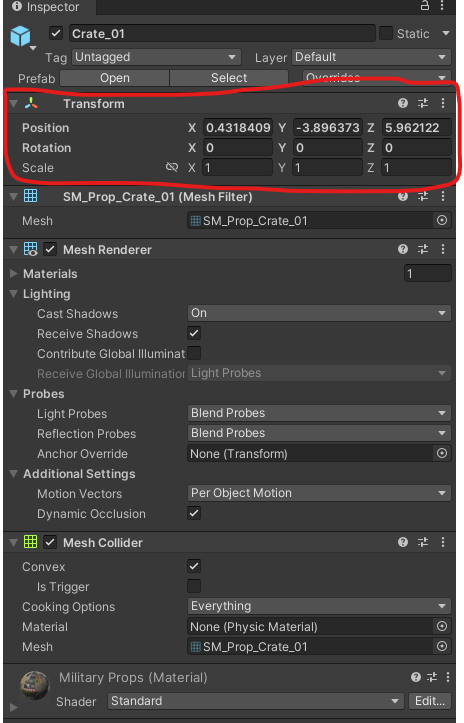 Inspector
Crate_01 Static
Tag Untagged Layer Default
Prefab Open Select Overrides
Transform
Position X 0.4318409 Y -3.896373 Z 5.962122
Rotation X 0 Y 0 Z 0
Scale X 1 Y 1 Z 1
SM_Prop_Crate_01 (Mesh Filter)
Mesh SM_Prop_Crate_01
Mesh Renderer
Materials 1
Lighting
Cast Shadows On
Receive Shadows
Contribute Global Illuminat
Receive Global Illumination Light Probes
Probes
Light Probes Blend Probes
Reflection Probes Blend Probes
Anchor Override None (Transform)
Additional Settings
Motion Vectors Per Object Motion
Dynamic Occlusion
Mesh Collider
Convex
Is Trigger
Cooking Options Everything
Material None (Physic Material)
Mesh SM_Prop_Crate_01
Military Props (Material)
Shader Standard Edit...